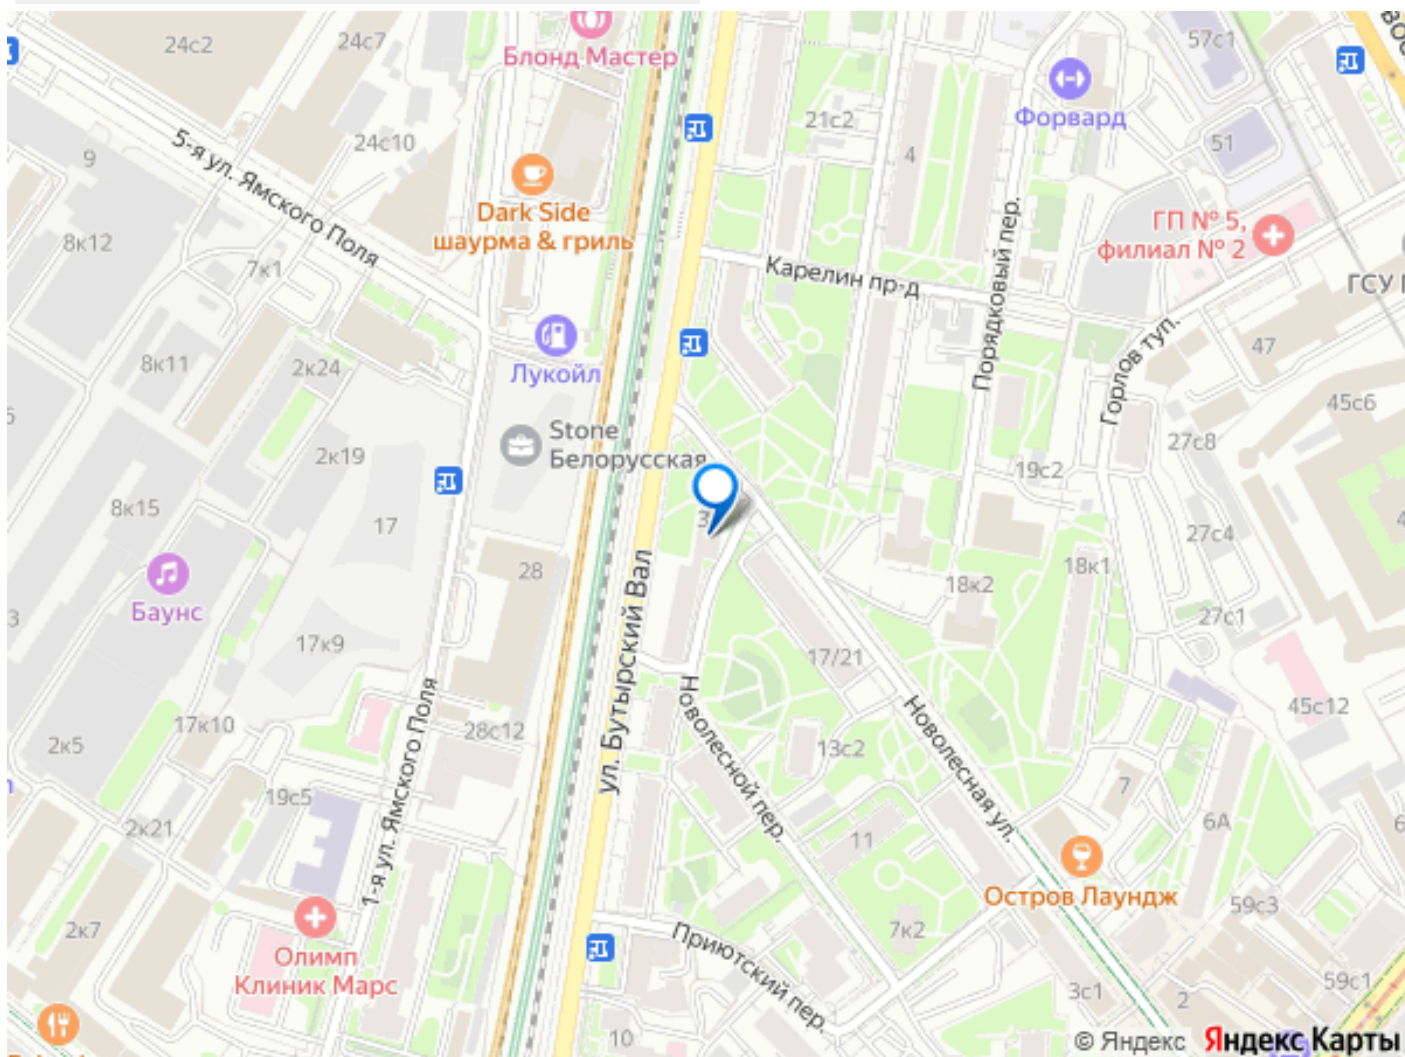 24с2
24с7
Блонд Мастер
57с1
21с2
Форвард
51
5-я ул. Ямского Поля
9
24с10
4
Dark Side
шаурма & гриль
ГП № 5,
филиал № 2
8к12
7к1
Карелин пр-д
Порядковый пер.
ГСУ
Горлов туп.
47
8к11
2к24
Лукойл
45с6
Stone
Белорусская
2к19
27с8
19с2
8к15
17
27с4
28
18к2
18к1
Баунс
27с1
17к9
ул. Бутырский Вал
17/21
45с12
17к10
28с12
2к5
Новолесной пер.
Новолесная ул.
13с2
1-я ул. Ямского Поля
19с5
7
2к21
11
6А
Остров Лаундж
59с3
2к7
7к2
Олимп
Клиник Марс
Приютский пер.
59с1
3с1
2
10
© Яндекс Яндекс Карты